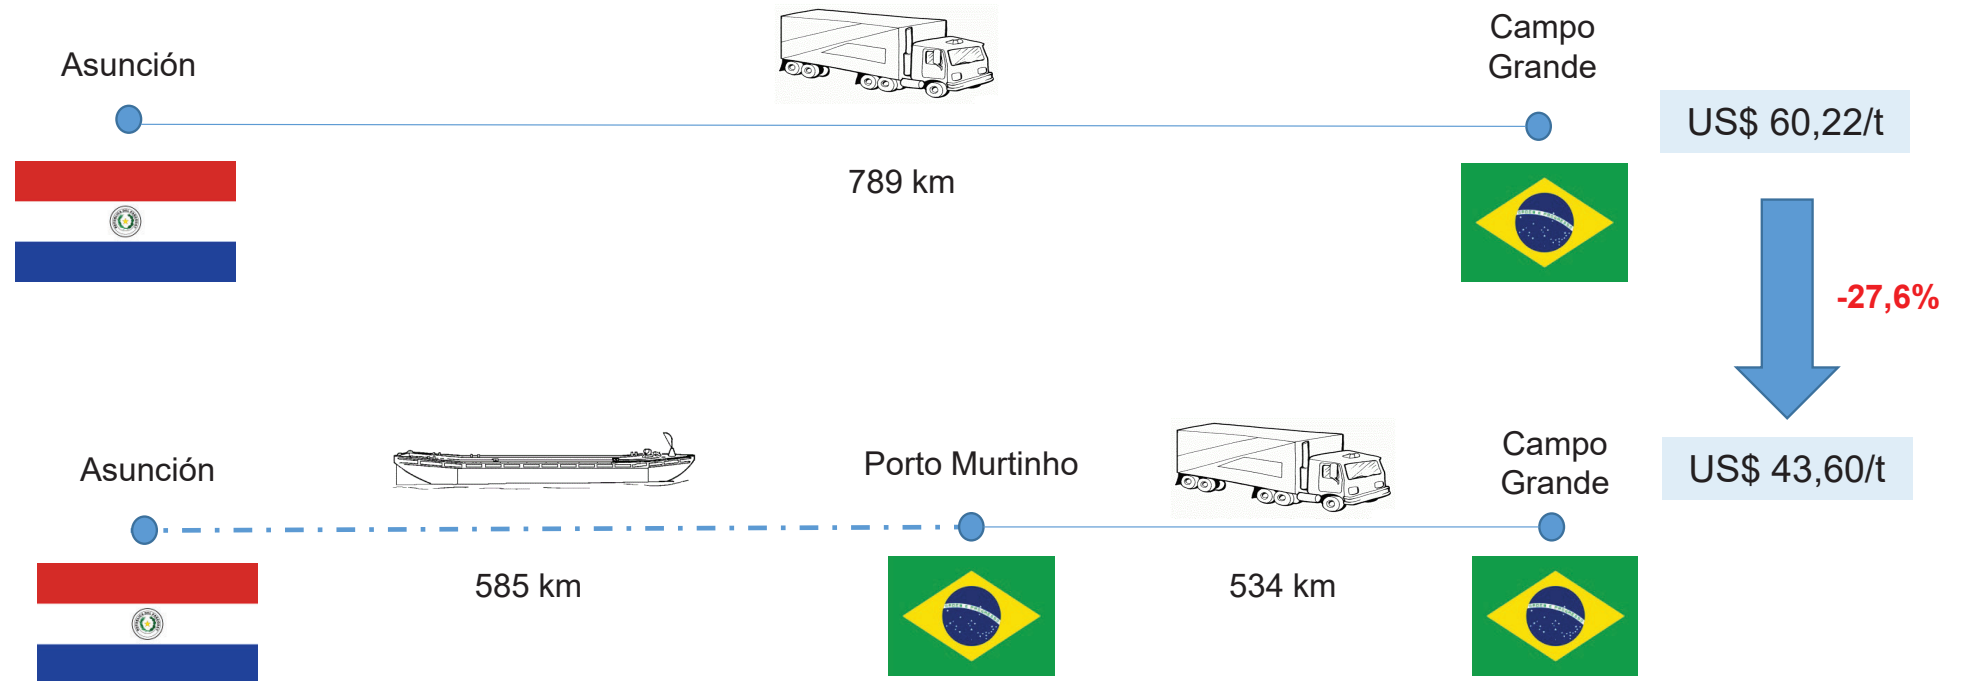 Asunción
Campo
Grande
US$ 60,22/t
789 km
-27,6%
Asunción
Porto Murtinho
Campo
Grande
US$ 43,60/t
585 km
534 km